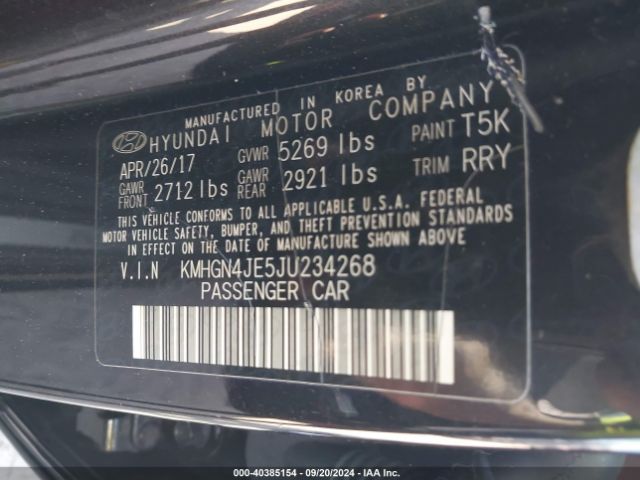 MANUFACTURED IN KOREA BY
HYUNDAI MOTOR COMPANY
APR/26/17 GVWR 5269 lbs PAINT T5K
GAWR FRONT 2712 lbs GAWR REAR 2921 lbs TRIM RRY
THIS VEHICLE CONFORMS TO ALL APPLICABLE U.S.A. FEDERAL
MOTOR VEHICLE SAFETY, BUMPER, AND THEFT PREVENTION STANDARDS
IN EFFECT ON THE DATE OF MANUFACTURE SHOWN ABOVE.
V.I.N KMHGN4JE5JU234268
PASSENGER CAR
000-40385154 - 09/20/2024 - IAA, LLC